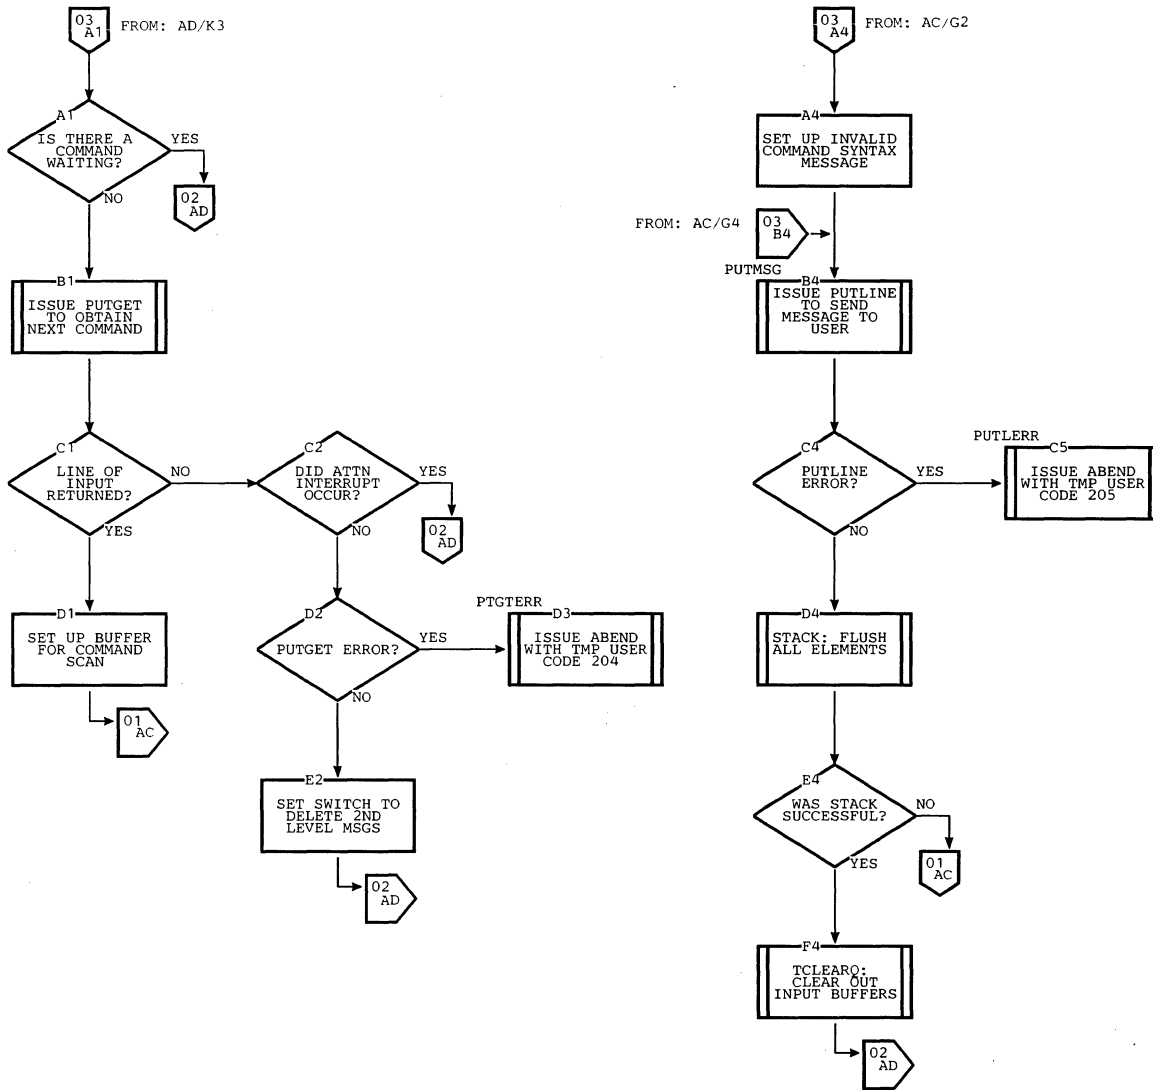 03
A1
FROM: AD/K3
A1
IS THERE A
COMMAND
WAITING?
YES
02
AD
NO
B1
ISSUE PUTGET
TO OBTAIN
NEXT COMMAND
C1
LINE OF
INPUT
RETURNED?
NO
YES
C2
DID ATTN
INTERRUPT
OCCUR?
YES
02
AD
NO
D1
SET UP BUFFER
FOR COMMAND
SCAN
01
AC
D2
PUTGET ERROR?
YES
NO
PTGTERR
D3
ISSUE ABEND
WITH TMP USER
CODE 204
E2
SET SWITCH TO
DELETE 2ND
LEVEL MSGS
02
AD
03
A4
FROM: AC/G2
A4
SET UP INVALID
COMMAND SYNTAX
MESSAGE
FROM: AC/G4
03
B4
PUTMSG
B4
ISSUE PUTLINE
TO SEND
MESSAGE TO
USER
C4
PUTLINE
ERROR?
YES
NO
PUTLERR
C5
ISSUE ABEND
WITH TMP USER
CODE 205
D4
STACK: FLUSH
ALL ELEMENTS
E4
WAS STACK
SUCCESSFUL?
NO
01
AC
YES
F4
TCLEARQ:
CLEAR OUT
INPUT BUFFERS
02
AD